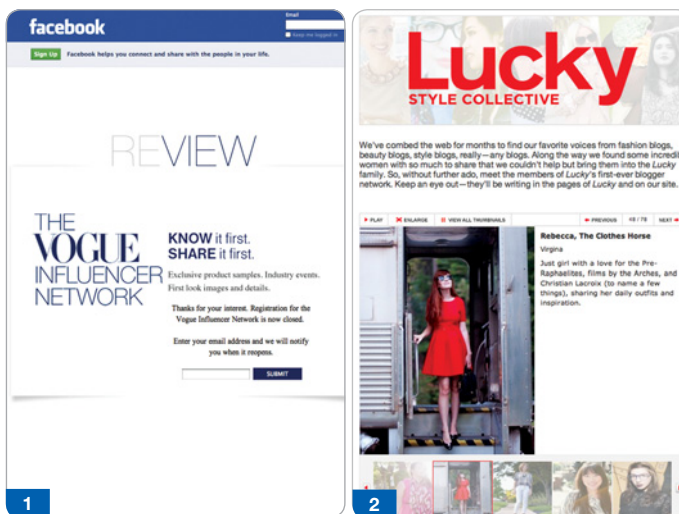 facebook
Email
Keep me logged in
Sign Up Facebook helps you connect and share with the people in your life.
REVIEW
THE
VOGUE
INFLUENCER
NETWORK
KNOW it first.
SHARE it first.
Exclusive product samples. Industry events.
First look images and details.
Thanks for your interest. Registration for the
Vogue Influencer Network is now closed.
Enter your email address and we will notify
you when it reopens.
SUBMIT
1
Lucky
STYLE COLLECTIVE
We've combed the web for months to find our favorite voices from fashion blogs,
beauty blogs, style blogs, really—any blogs. Along the way we found some incredi
women with so much to share that we couldn't help but bring them into the Lucky
family. So, without further ado, meet the members of Lucky's first-ever blogger
network. Keep an eye out—they'll be writing in the pages of Lucky and on our site.
PLAY ENLARGE VIEW ALL THUMBNAILS PREVIOUS 48 / 75 NEXT
Rebecca, The Clothes Horse
Virgina
Just girl with a love for the Pre-
Raphaelites, films by the Arches, and
Christian Lacroix (to name a few
things), sharing her daily outfits and
inspiration.
2